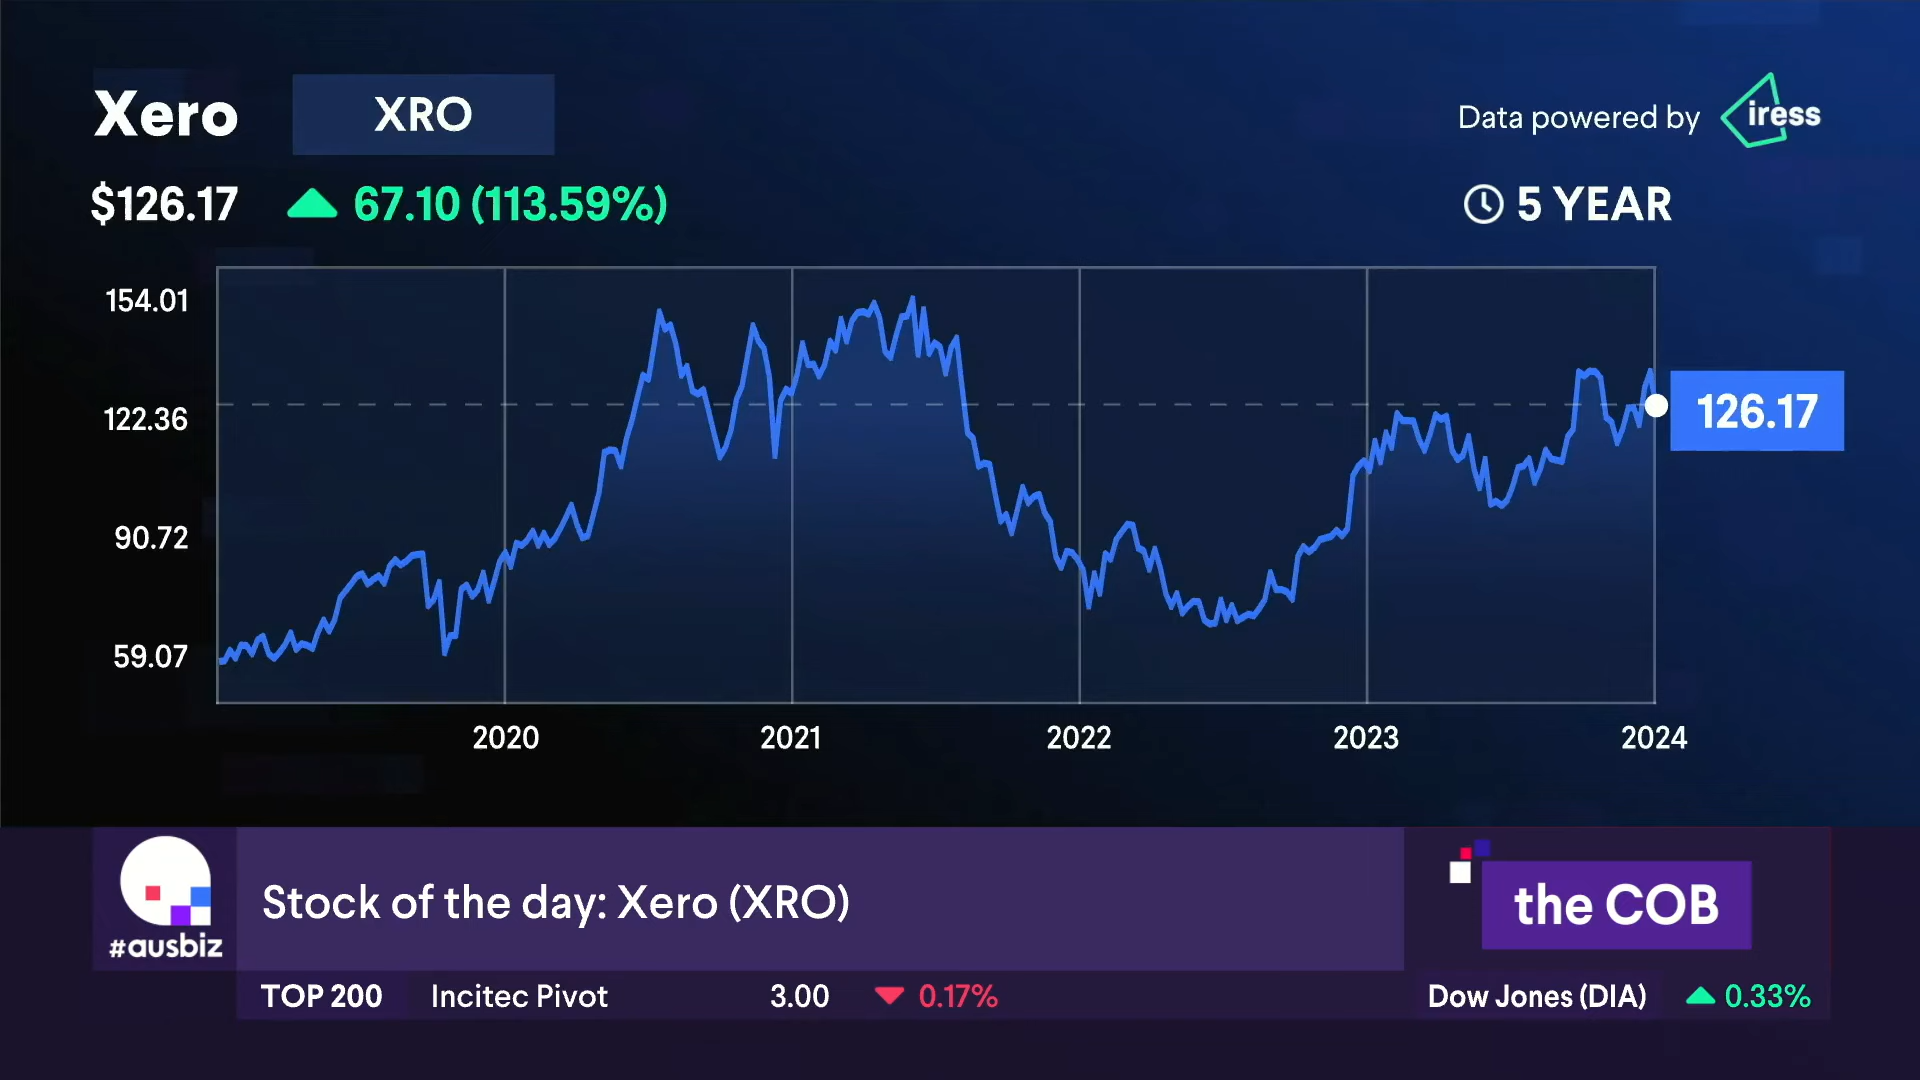 Xero XRO Data powered by iress
$126.17 67.10 (113.59%) 5 YEAR
154.01
122.36
126.17
90.72
59.07
2020 2021 2022 2023 2024
Stock of the day: Xero (XRO)
the COB
#ausbiz
TOP 200 Incitec Pivot 3.00 0.17% Dow Jones (DIA) 0.33%